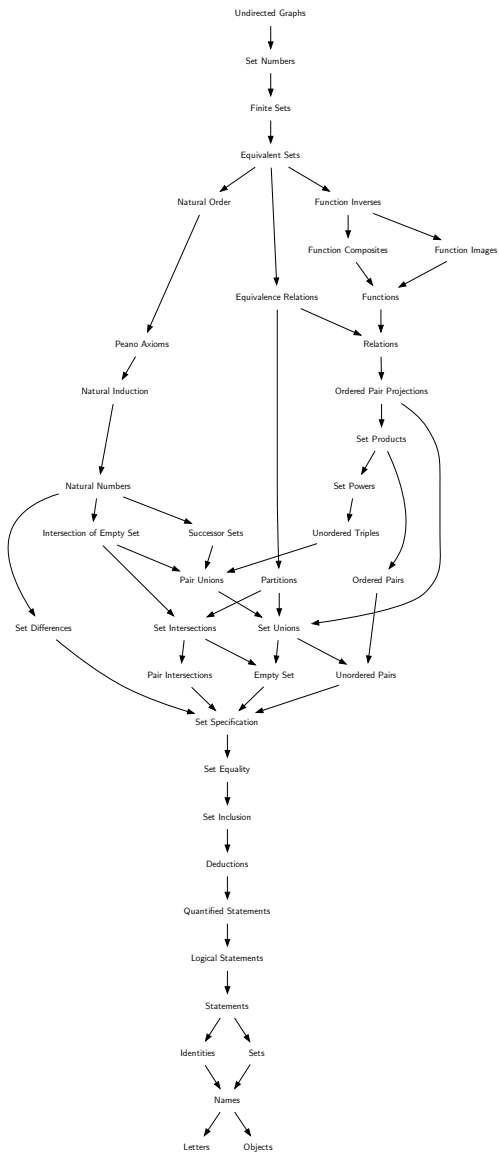 Undirected Graphs
Set Numbers
Finite Sets
Equivalent Sets
Natural Order
Function Inverses
Function Composites
Function Images
Equivalence Relations
Functions
Peano Axioms
Relations
Natural Induction
Ordered Pair Projections
Set Products
Natural Numbers
Set Powers
Intersection of Empty Set
Successor Sets
Unordered Triples
Pair Unions
Partitions
Ordered Pairs
Set Differences
Set Intersections
Set Unions
Pair Intersections
Empty Set
Unordered Pairs
Set Specification
Set Equality
Set Inclusion
Deductions
Quantified Statements
Logical Statements
Statements
Identities
Sets
Names
Letters
Objects